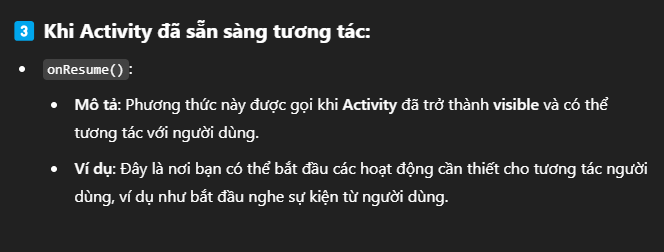 3 Khi Activity đã sẵn sàng tương tác:
• onResume():
• Mô tả: Phương thức này được gọi khi Activity đã trở thành visible và có thể
tương tác với người dùng.
• Ví dụ: Đây là nơi bạn có thể bắt đầu các hoạt động cần thiết cho tương tác người
dùng, ví dụ như bắt đầu nghe sự kiện từ người dùng.